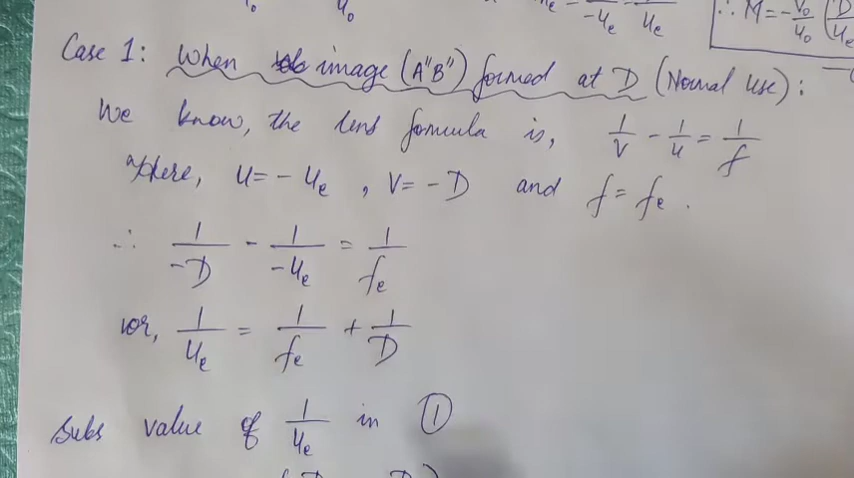 ∴ M = -V₀/u₀ (D/uₑ
Case 1: When image (A"B") formed at D (Normal use):
We know, the lens formula is, 1/v - 1/u = 1/f
where, u = -uₑ, v = -D and f = fₑ.
∴ 1/-D - 1/-uₑ = 1/fₑ
or, 1/uₑ = 1/fₑ + 1/D
Subs value of 1/uₑ in ①